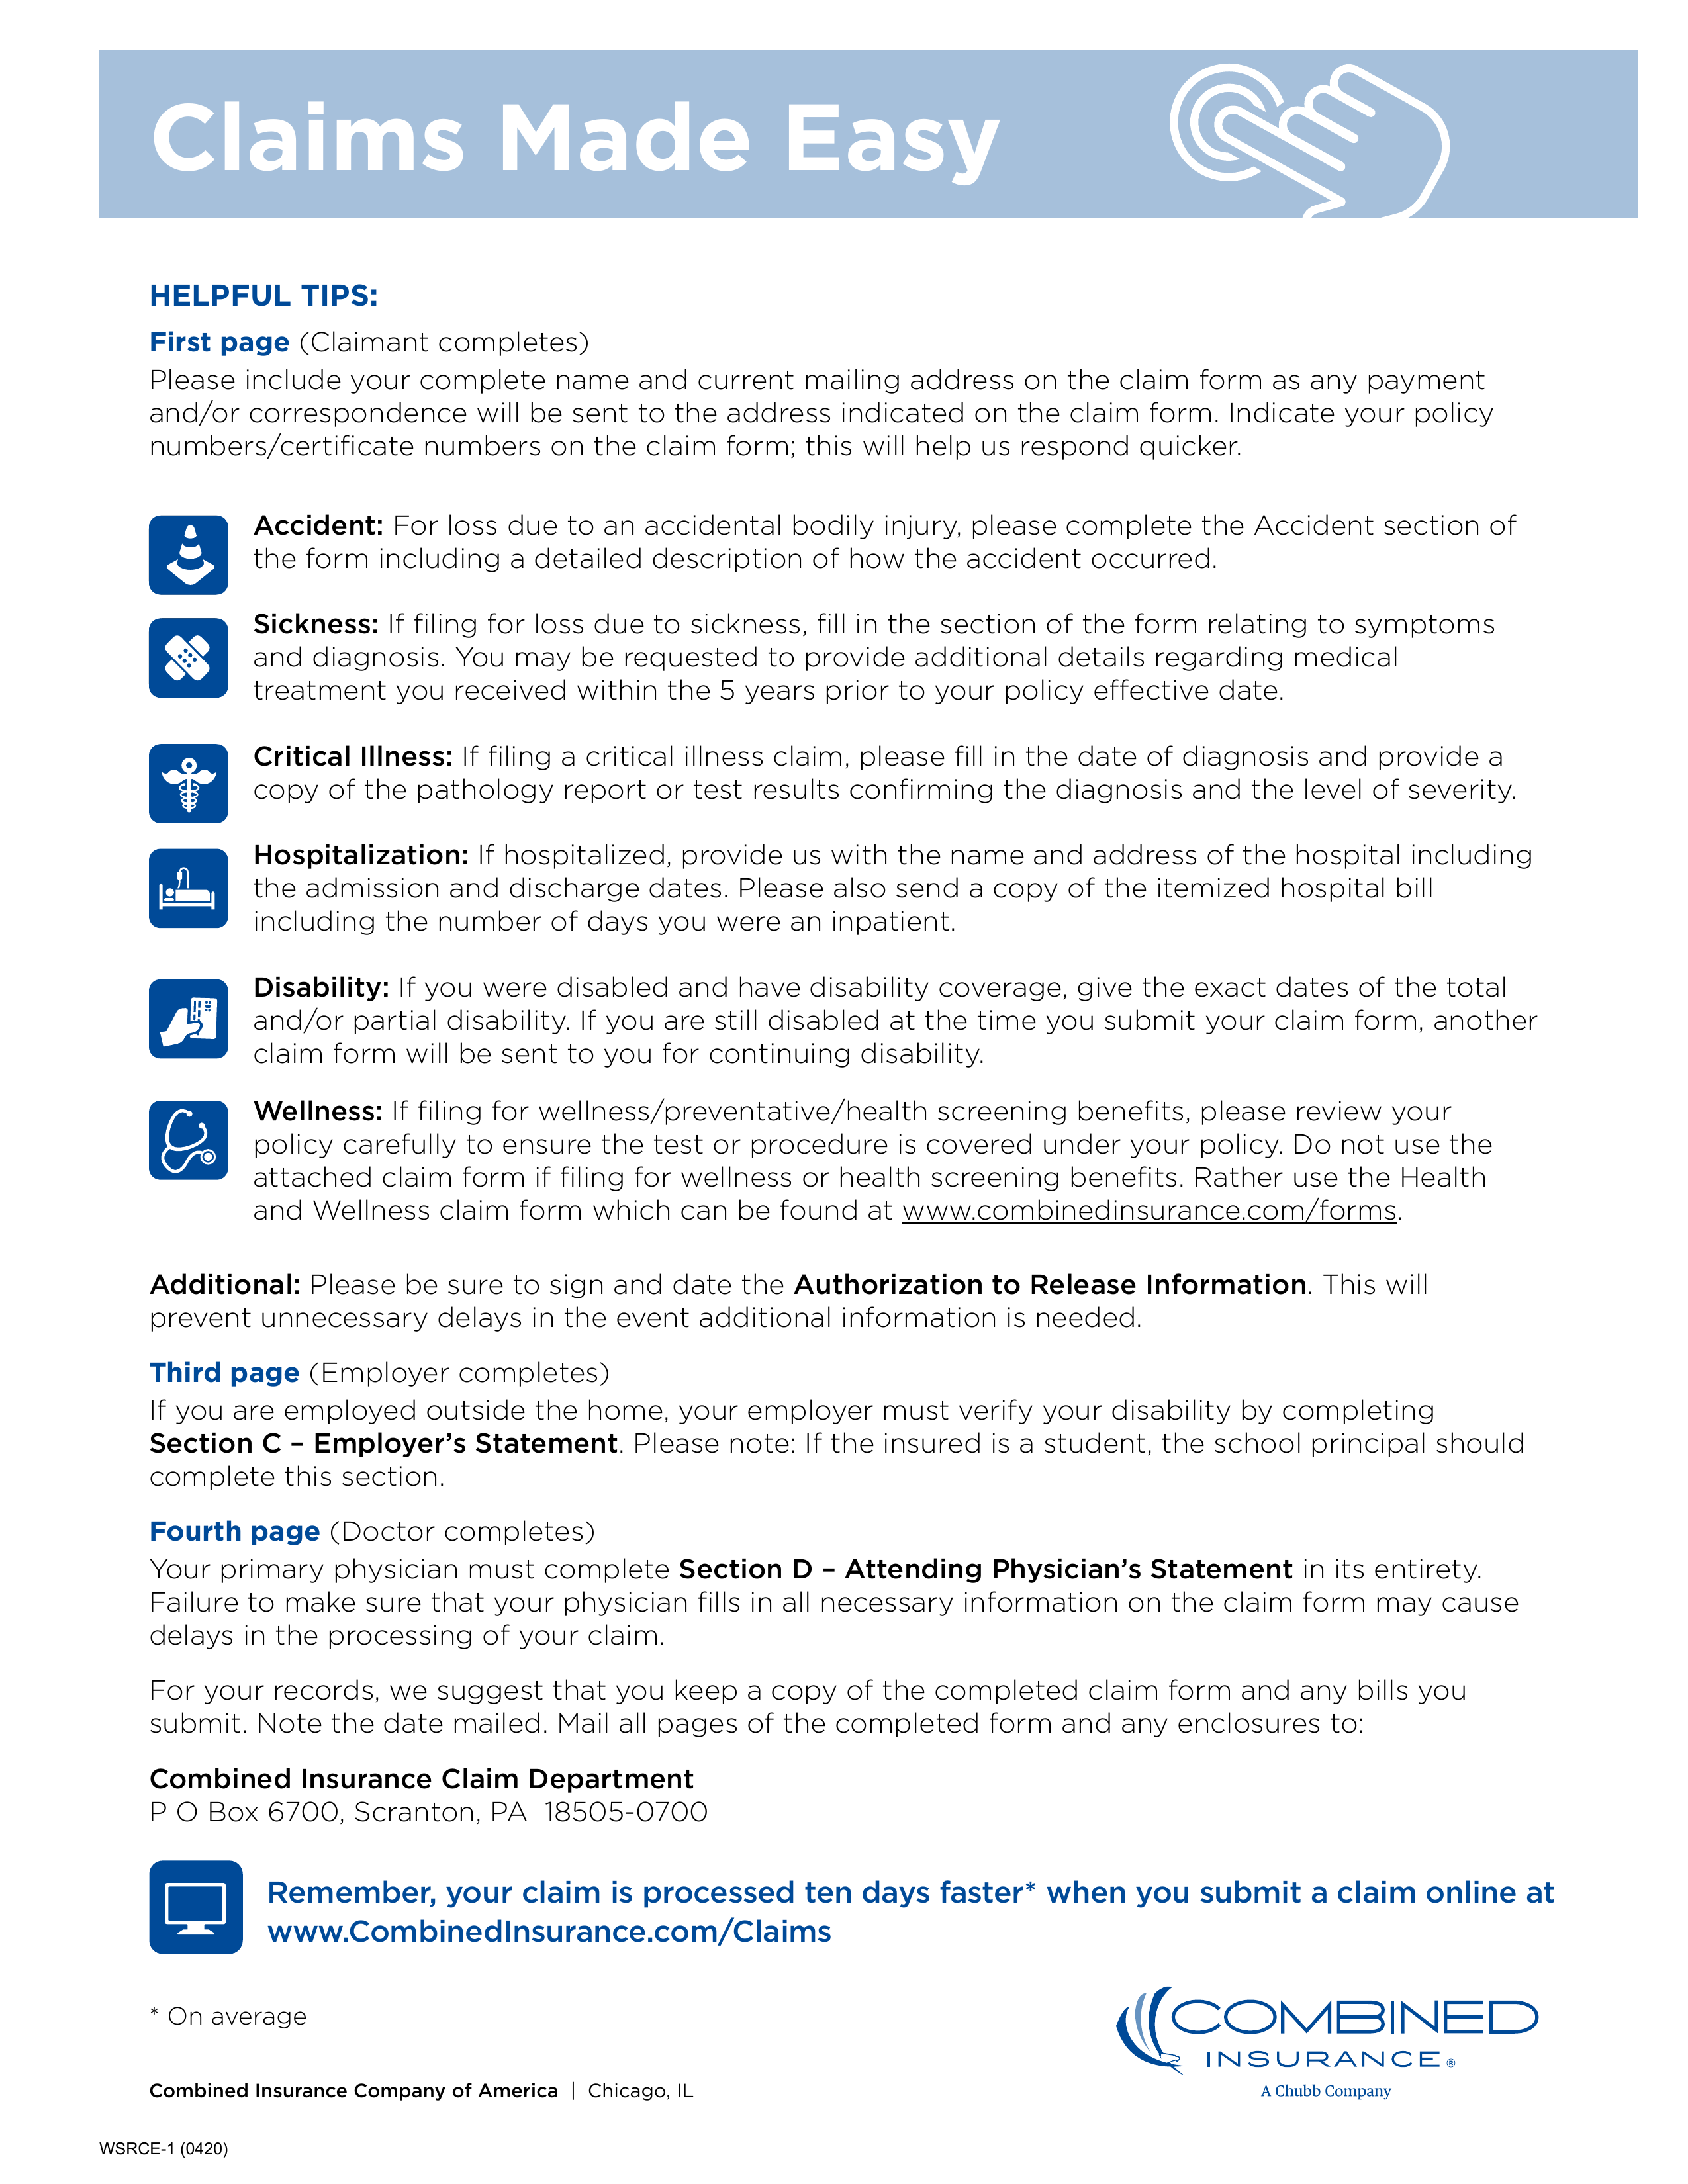 Claims Made Easy
HELPFUL TIPS:
First page (Claimant completes)
Please include your complete name and current mailing address on the claim form as any payment
and/or correspondence will be sent to the address indicated on the claim form. Indicate your policy
numbers/certificate numbers on the claim form; this will help us respond quicker.
Accident: For loss due to an accidental bodily injury, please complete the Accident section of
the form including a detailed description of how the accident occurred.
Sickness: If filing for loss due to sickness, fill in the section of the form relating to symptoms
and diagnosis. You may be requested to provide additional details regarding medical
treatment you received within the 5 years prior to your policy effective date.
Critical Illness: If filing a critical illness claim, please fill in the date of diagnosis and provide a
copy of the pathology report or test results confirming the diagnosis and the level of severity.
Hospitalization: If hospitalized, provide us with the name and address of the hospital including
the admission and discharge dates. Please also send a copy of the itemized hospital bill
including the number of days you were an inpatient.
Disability: If you were disabled and have disability coverage, give the exact dates of the total
and/or partial disability. If you are still disabled at the time you submit your claim form, another
claim form will be sent to you for continuing disability.
Wellness: If filing for wellness/preventative/health screening benefits, please review your
policy carefully to ensure the test or procedure is covered under your policy. Do not use the
attached claim form if filing for wellness or health screening benefits. Rather use the Health
and Wellness claim form which can be found at www.combinedinsurance.com/forms.
Additional: Please be sure to sign and date the Authorization to Release Information. This will
prevent unnecessary delays in the event additional information is needed.
Third page (Employer completes)
If you are employed outside the home, your employer must verify your disability by completing
Section C – Employer’s Statement. Please note: If the insured is a student, the school principal should
complete this section.
Fourth page (Doctor completes)
Your primary physician must complete Section D – Attending Physician’s Statement in its entirety.
Failure to make sure that your physician fills in all necessary information on the claim form may cause
delays in the processing of your claim.
For your records, we suggest that you keep a copy of the completed claim form and any bills you
submit. Note the date mailed. Mail all pages of the completed form and any enclosures to:
Combined Insurance Claim Department
P O Box 6700, Scranton, PA 18505-0700
Remember, your claim is processed ten days faster* when you submit a claim online at
www.CombinedInsurance.com/Claims
* On average
COMBINED
INSURANCE®
A Chubb Company
Combined Insurance Company of America | Chicago, IL
WSRCE-1 (0420)